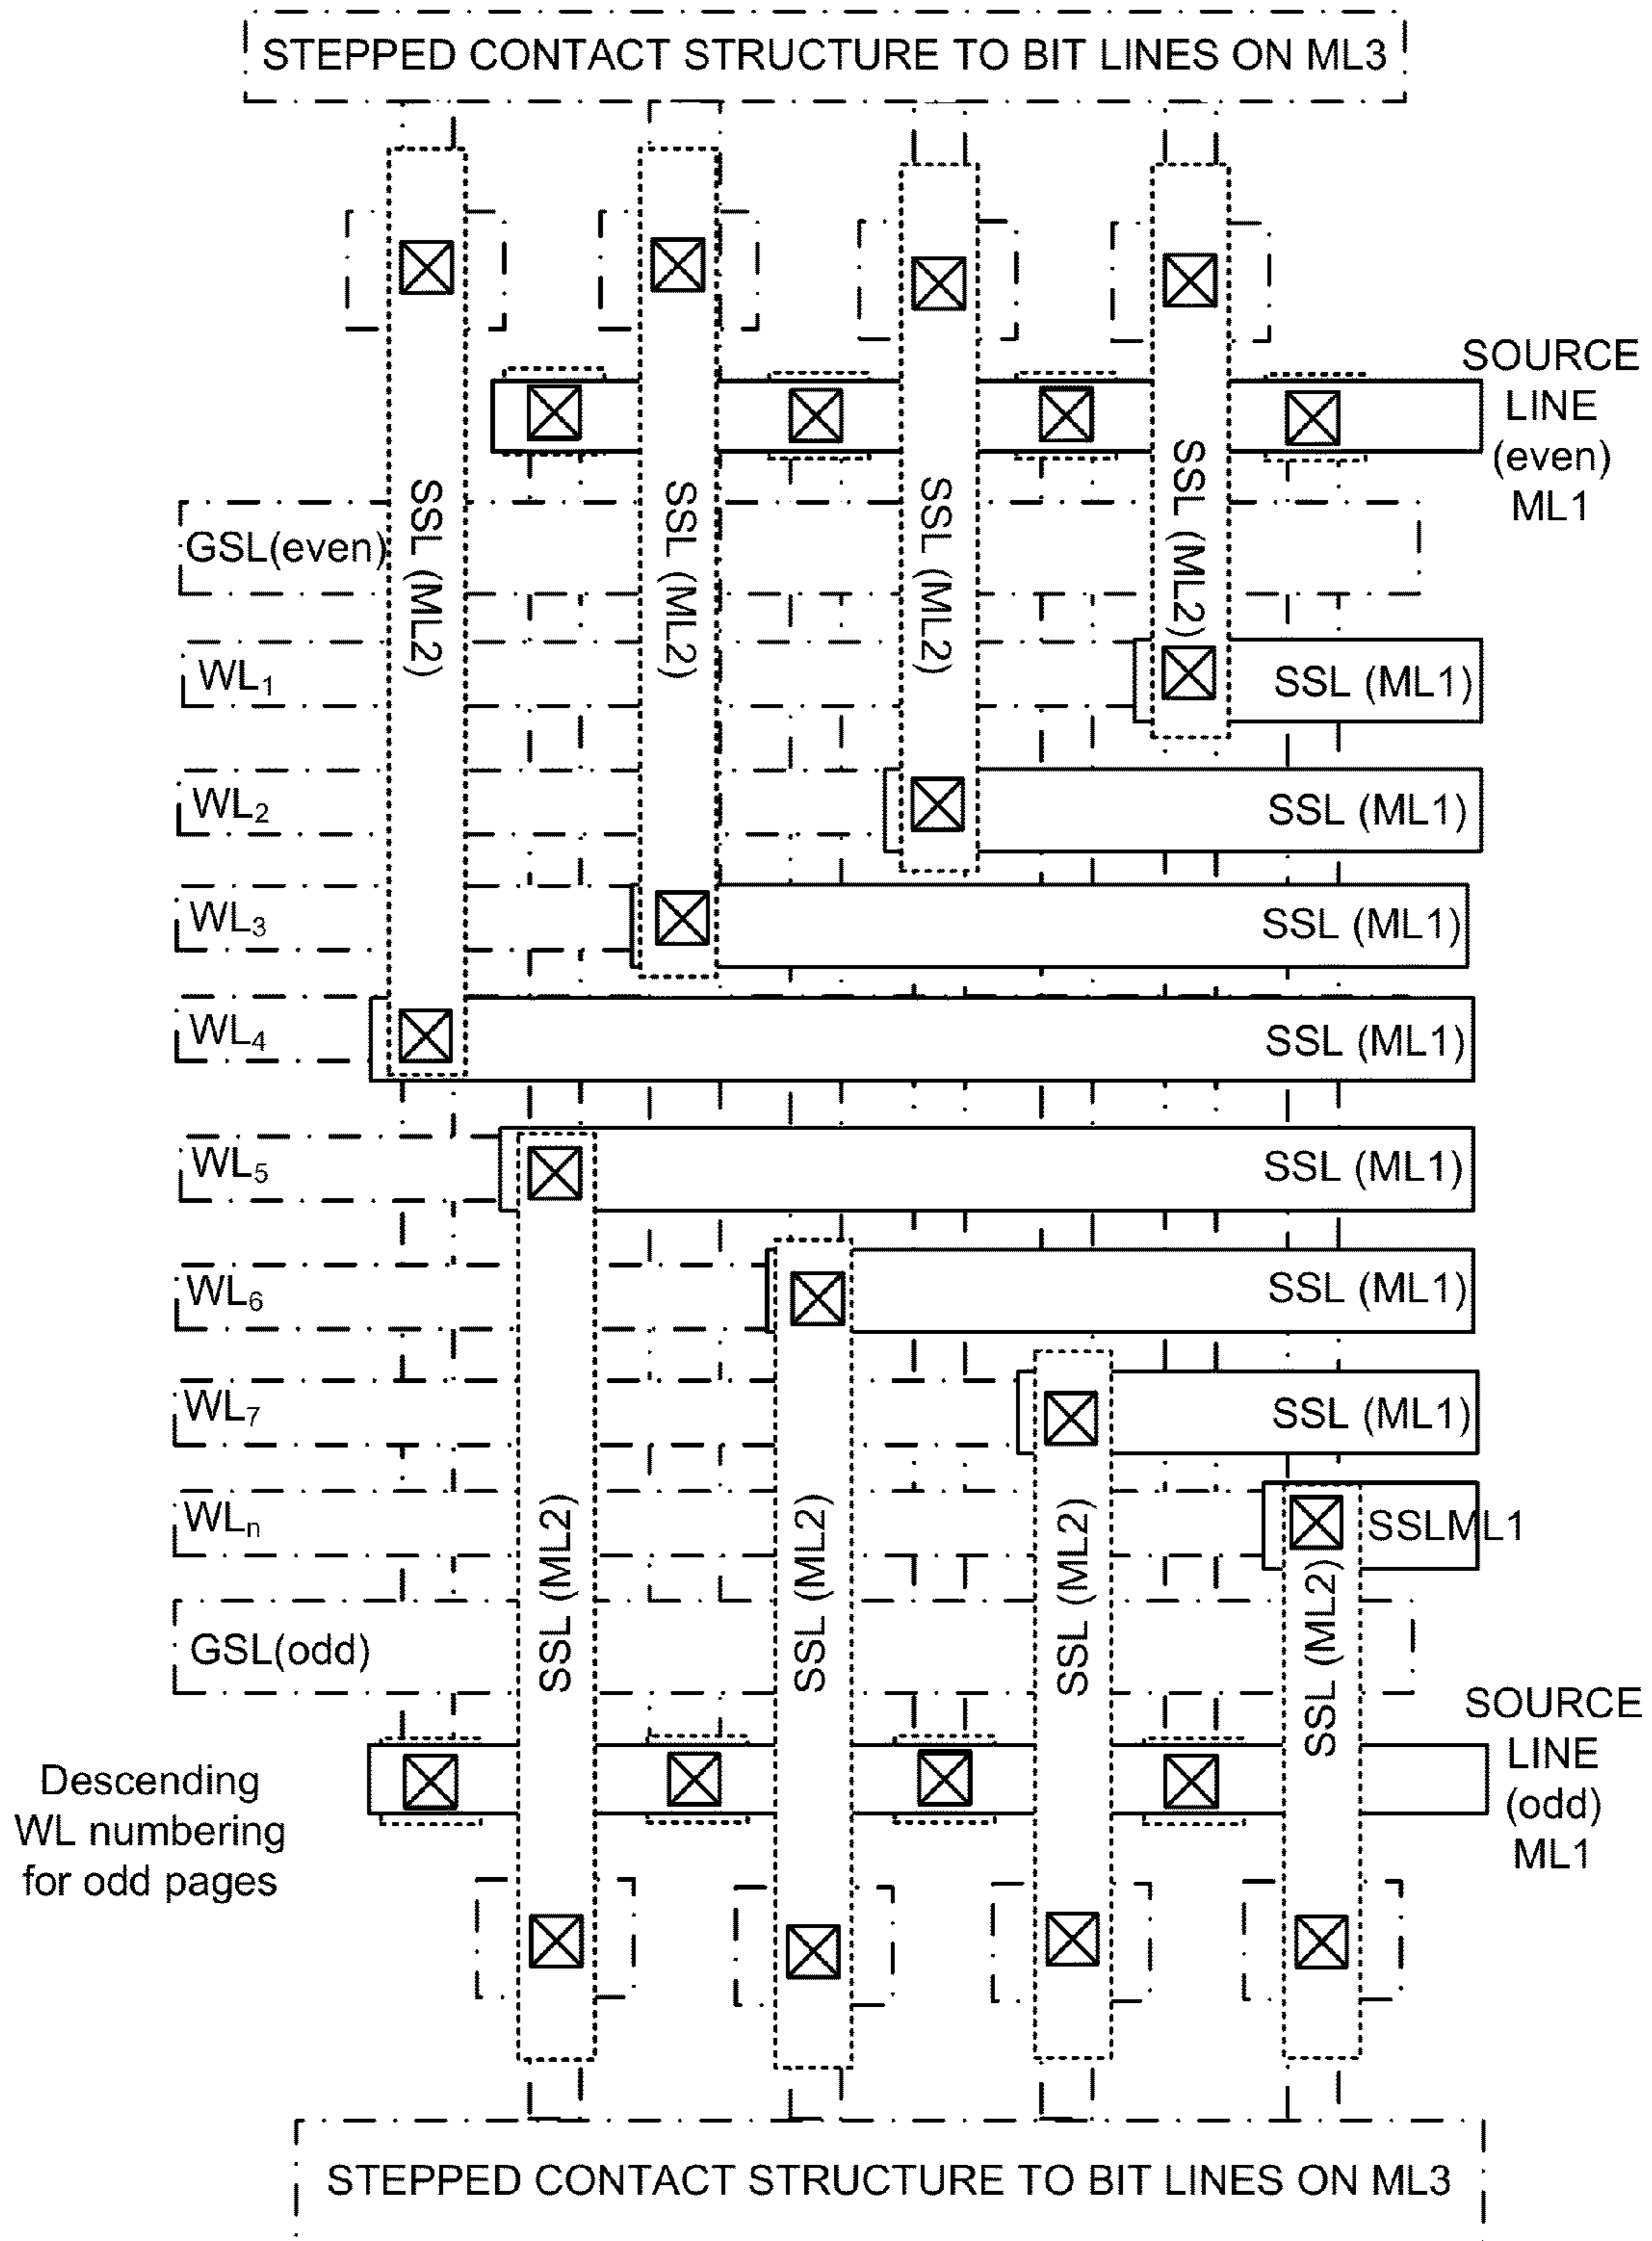 STEPPED CONTACT STRUCTURE TO BIT LINES ON ML3
SOURCE
LINE
(even)
ML1
SSL (ML2)
SSL (ML2)
SSL (ML2)
SSL (ML2)
GSL(even)
WL₁
SSL (ML1)
WL₂
SSL (ML1)
WL₃
SSL (ML1)
WL₄
SSL (ML1)
WL₅
SSL (ML1)
WL₆
SSL (ML1)
WL₇
SSL (ML1)
WLₙ
SSLML1
SSL (ML2)
SSL (ML2)
SSL (ML2)
SSL (ML2)
GSL(odd)
SOURCE
LINE
(odd)
ML1
Descending
WL numbering
for odd pages
STEPPED CONTACT STRUCTURE TO BIT LINES ON ML3